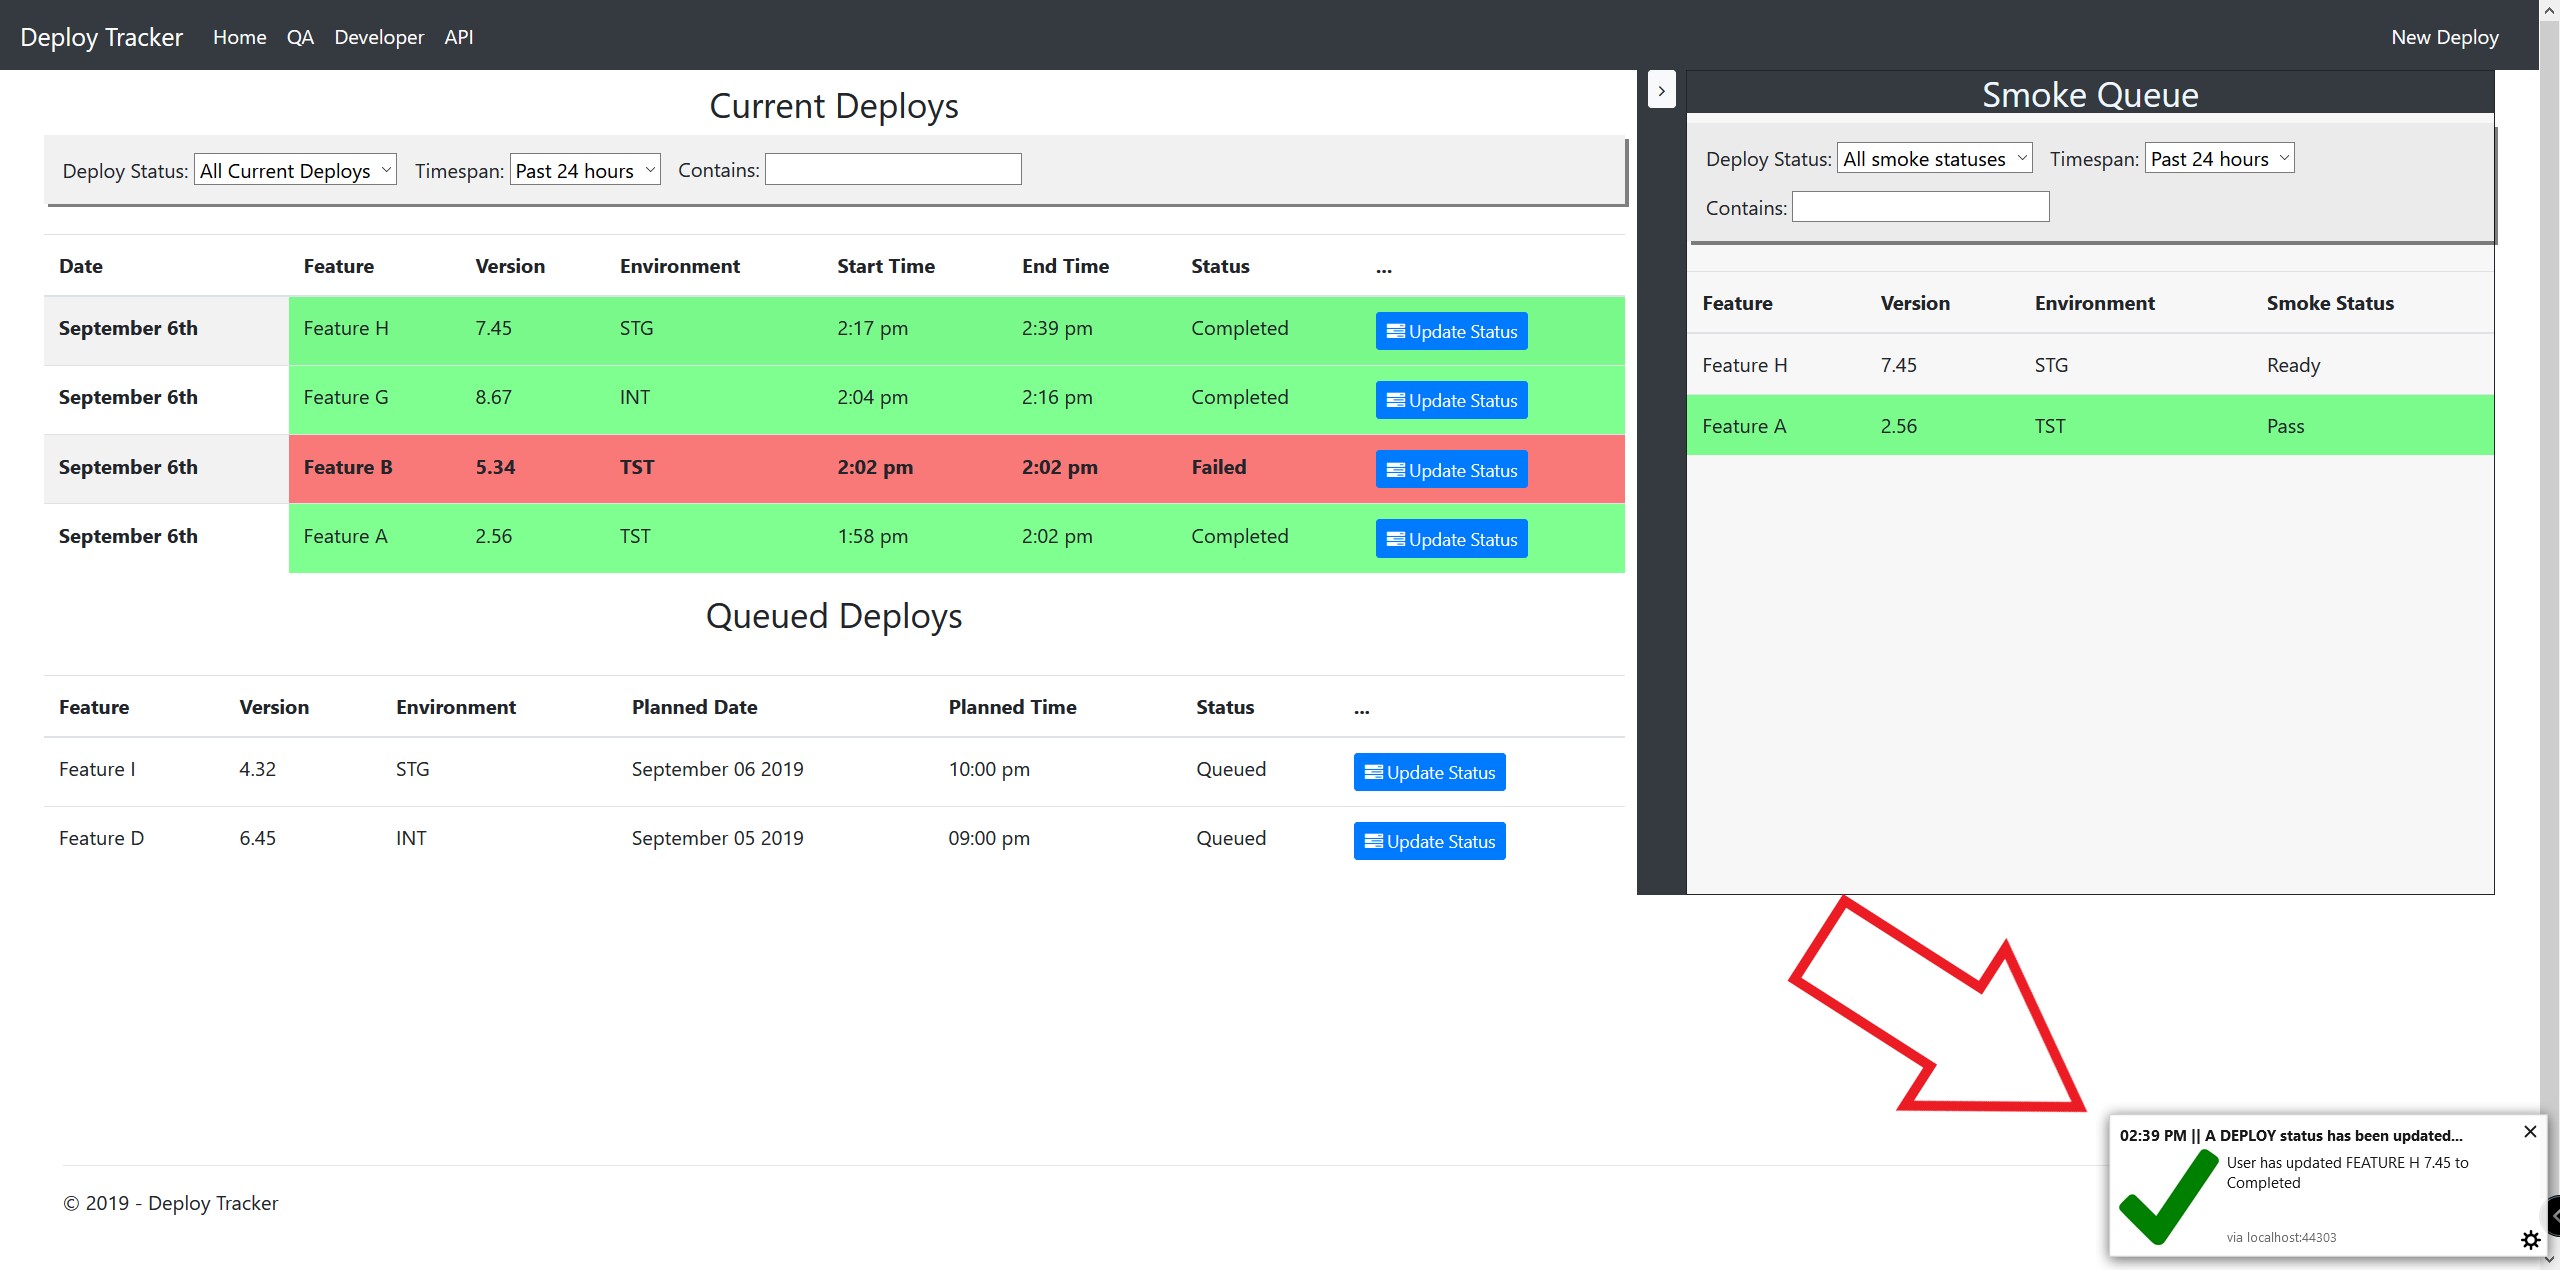 Deploy Tracker Home QA Developer API New Deploy
Current Deploys
Deploy Status: All Current Deploys Timespan: Past 24 hours Contains:
Date Feature Version Environment Start Time End Time Status ...
September 6th Feature H 7.45 STG 2:17 pm 2:39 pm Completed Update Status
September 6th Feature G 8.67 INT 2:04 pm 2:16 pm Completed Update Status
September 6th Feature B 5.34 TST 2:02 pm 2:02 pm Failed Update Status
September 6th Feature A 2.56 TST 1:58 pm 2:02 pm Completed Update Status
Queued Deploys
Feature Version Environment Planned Date Planned Time Status ...
Feature I 4.32 STG September 06 2019 10:00 pm Queued Update Status
Feature D 6.45 INT September 05 2019 09:00 pm Queued Update Status
Smoke Queue
Deploy Status: All smoke statuses Timespan: Past 24 hours
Contains:
Feature Version Environment Smoke Status
Feature H 7.45 STG Ready
Feature A 2.56 TST Pass
02:39 PM || A DEPLOY status has been updated...
User has updated FEATURE H 7.45 to
Completed
via localhost:44303
© 2019 - Deploy Tracker